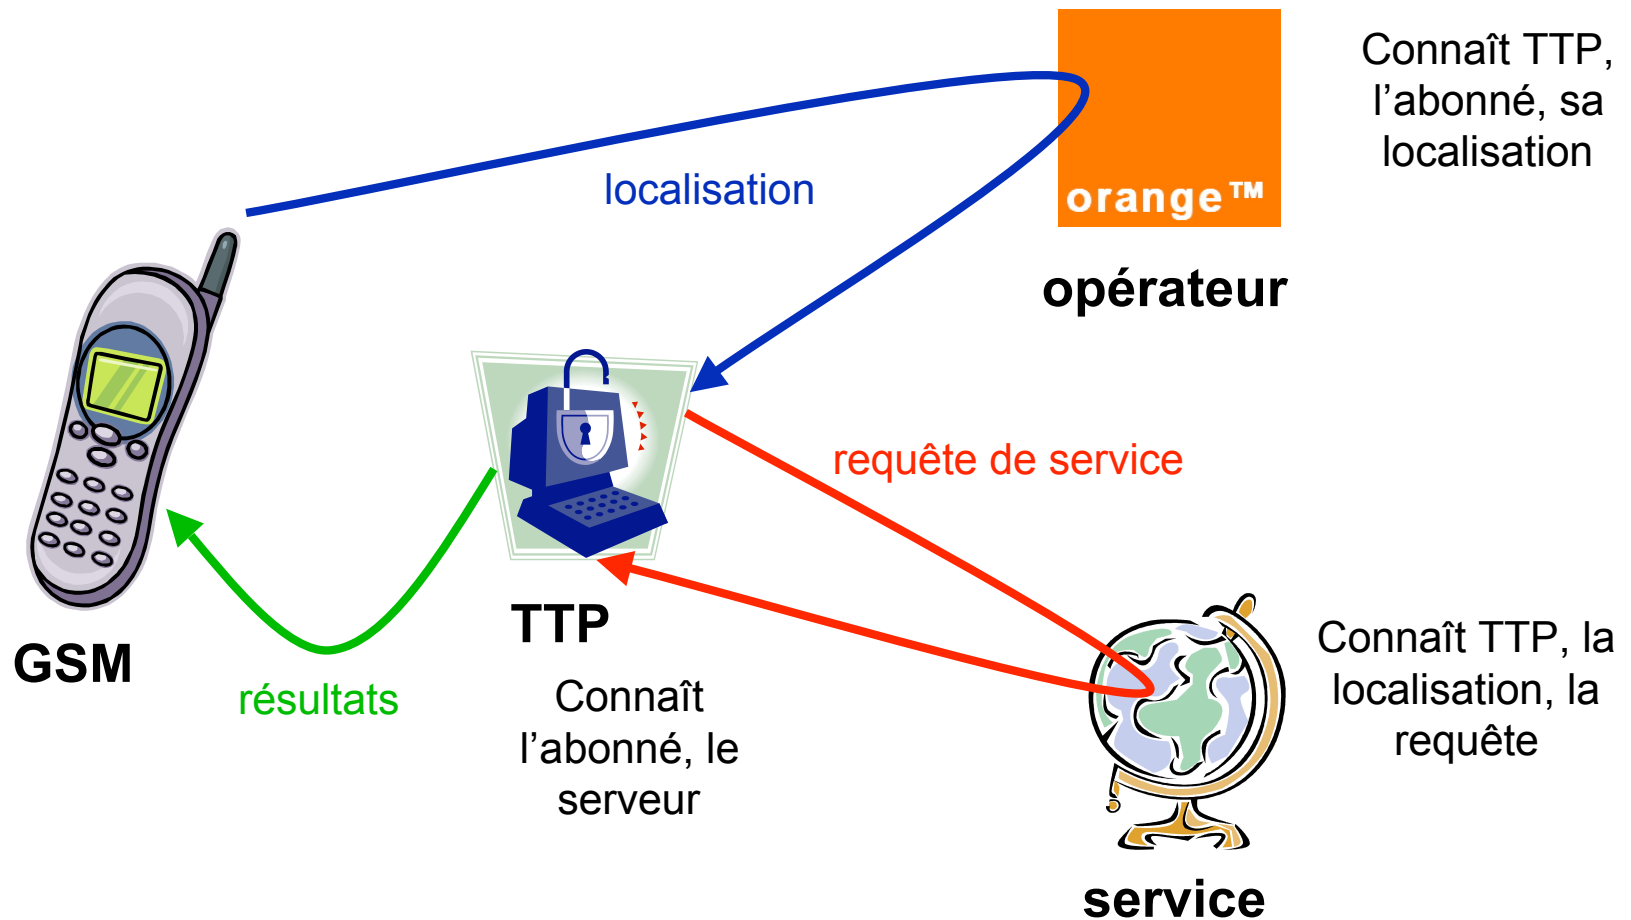 Connaît TTP,
l’abonné, sa
localisation
localisation
orange™
opérateur
requête de service
TTP
GSM
résultats
Connaît
l’abonné, le
serveur
Connaît TTP, la
localisation, la
requête
service